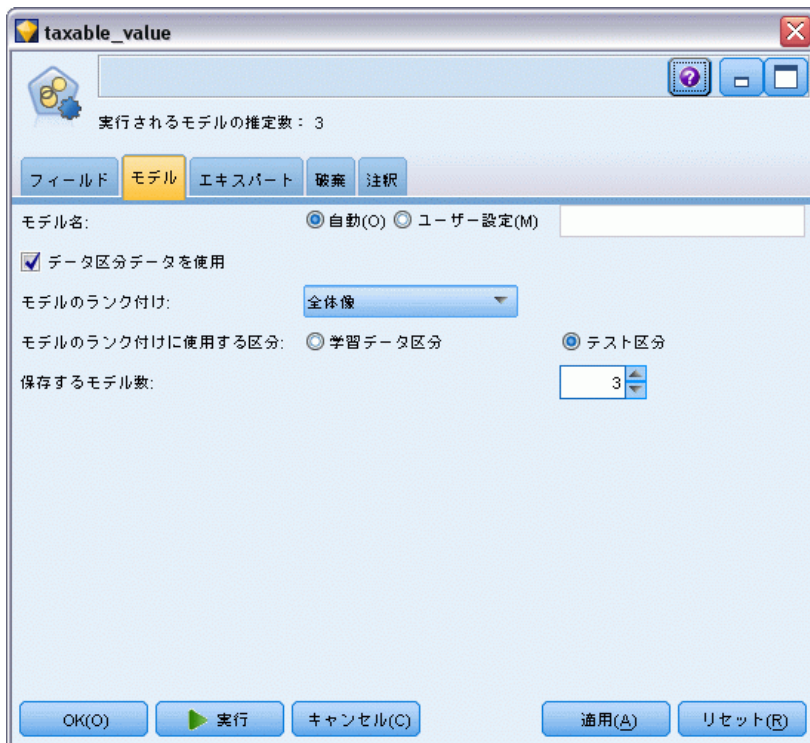 taxable_value
実行されるモデルの推定数： 3
フィールド モデル エキスパート 破棄 注釈
モデル名: 自動(O) ユーザー設定(M)
データ区分データを使用
モデルのランク付け: 全体像
モデルのランク付けに使用する区分: 学習データ区分 テスト区分
保存するモデル数: 3
OK(O) 実行 キャンセル(C) 適用(A) リセット(R)